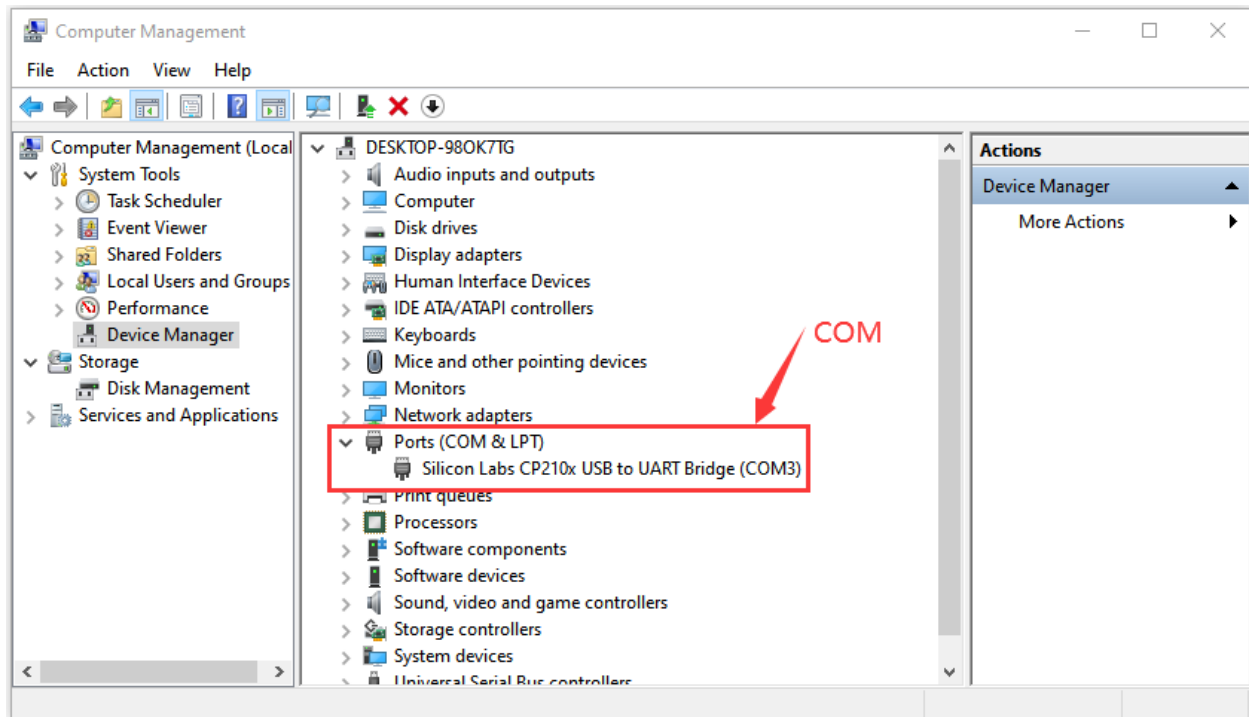 Computer Management
File Action View Help
Computer Management (Local
System Tools
Task Scheduler
Event Viewer
Shared Folders
Local Users and Groups
Performance
Device Manager
Storage
Disk Management
Services and Applications
DESKTOP-98OK7TG
Audio inputs and outputs
Computer
Disk drives
Display adapters
Human Interface Devices
IDE ATA/ATAPI controllers
Keyboards
Mice and other pointing devices
Monitors
Network adapters
Ports (COM & LPT)
Silicon Labs CP210x USB to UART Bridge (COM3)
Print queues
Processors
Software components
Software devices
Sound, video and game controllers
Storage controllers
System devices
Universal Serial Bus controllers
COM
Actions
Device Manager
More Actions